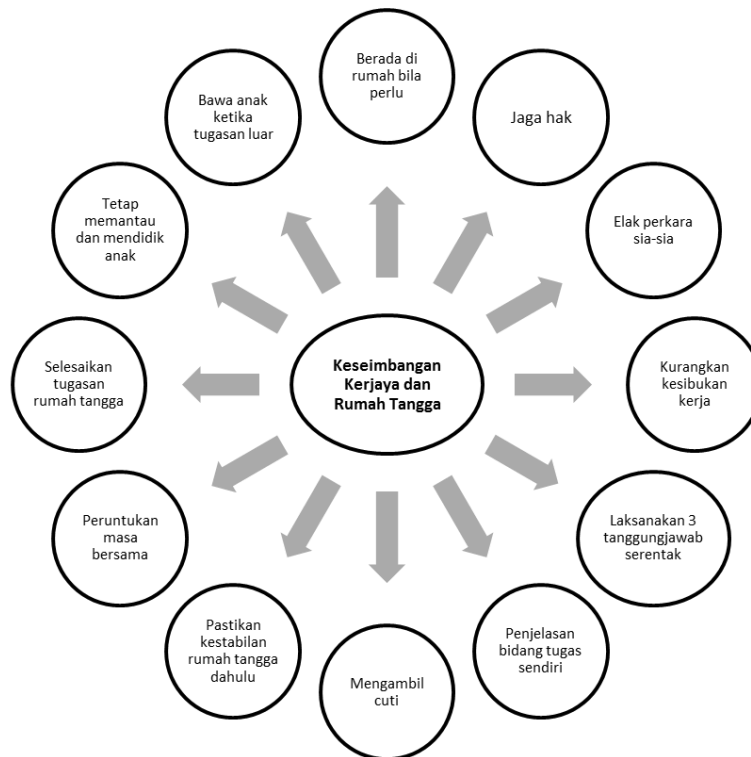 Berada di
rumah bila
perlu
Jaga hak
Elak perkara
sia-sia
Kurangkan
kesibukan
kerja
Laksanakan 3
tanggungjawab
serentak
Penjelasan
bidang tugas
sendiri
Mengambil
cuti
Pastikan
kestabilan
rumah tangga
dahulu
Peruntukan
masa
bersama
Selesaikan
tugasan
rumah tangga
Tetap
memantau
dan mendidik
anak
Bawa anak
ketika
tugasan luar
Keseimbangan
Kerjaya dan
Rumah Tangga